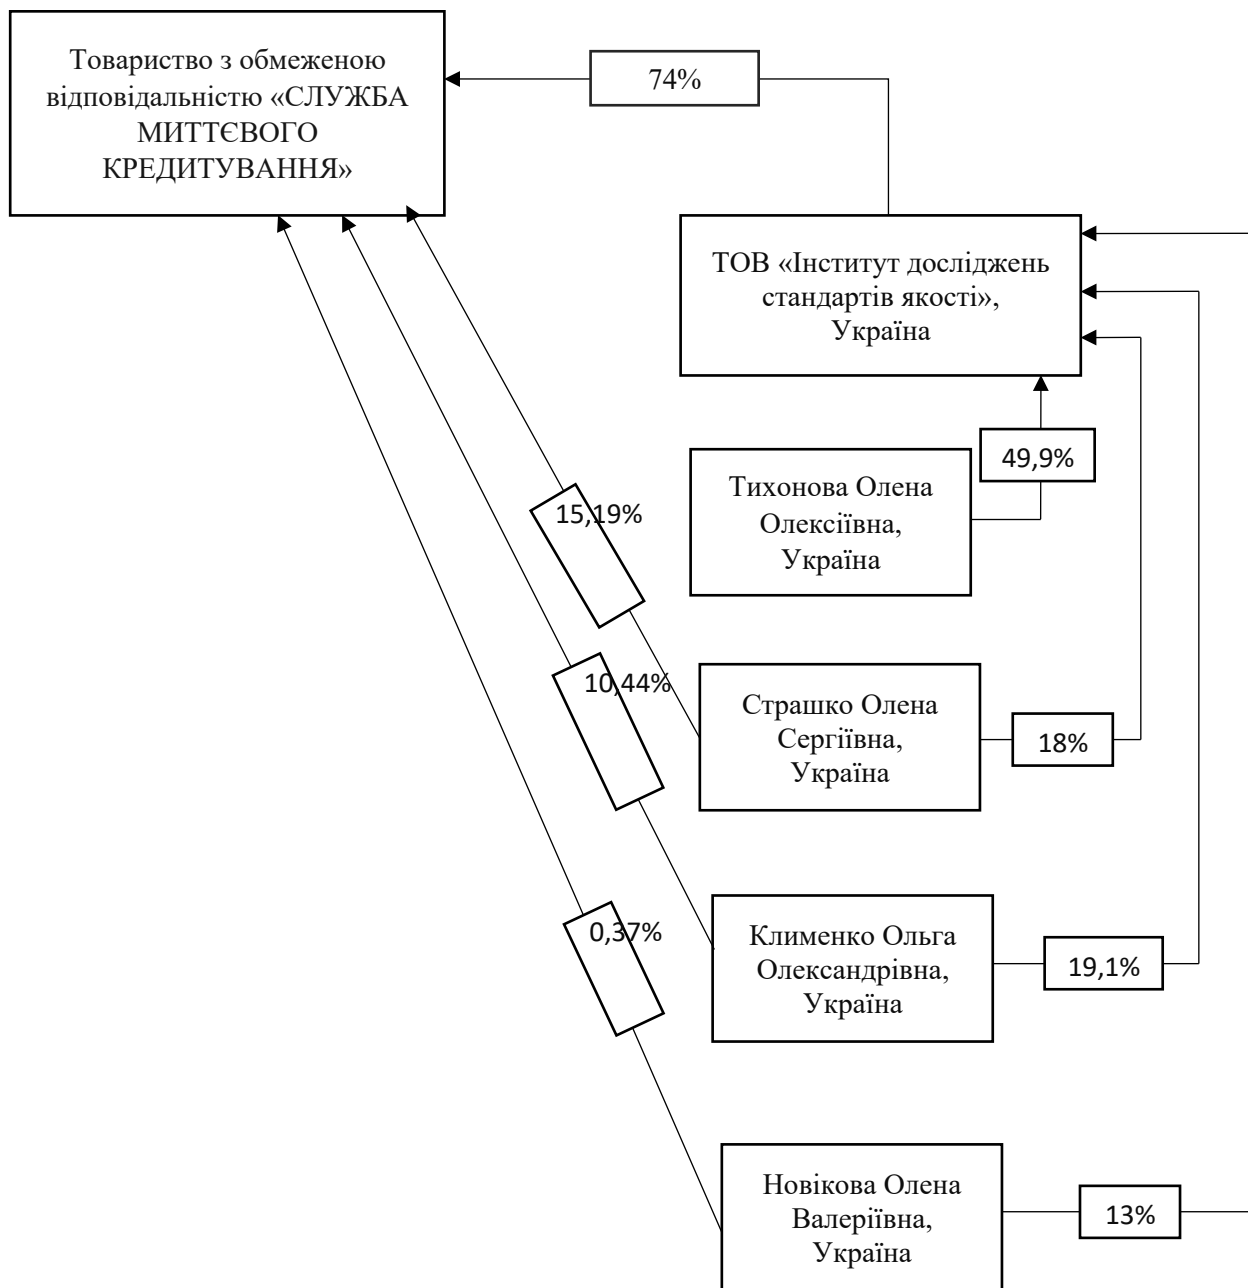 Товариство з обмеженою
відповідальністю «СЛУЖБА
МИТТЄВОГО
КРЕДИТУВАННЯ»
74%
ТОВ «Інститут досліджень
стандартів якості»,
Україна
49,9%
Тихонова Олена
Олексіївна,
Україна
15,19%
10,44%
Страшко Олена
Сергіївна,
Україна
18%
0,37%
Клименко Ольга
Олександрівна,
Україна
19,1%
Новікова Олена
Валеріївна,
Україна
13%